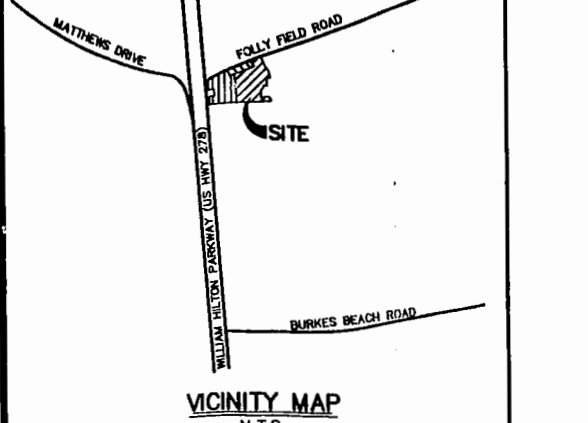 MATTHEWS DRIVE
FOLLY FIELD ROAD
SITE
WILLIAM HILTON PARKWAY (US HWY 278)
BURKES BEACH ROAD
VICINITY MAP